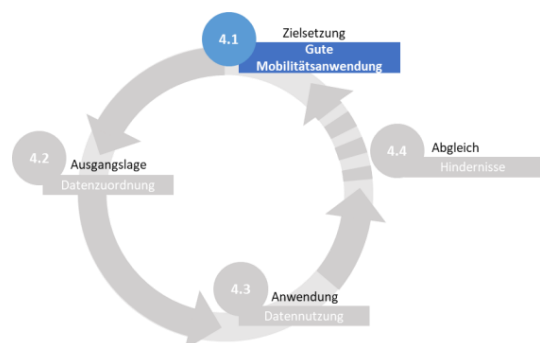 4.1
Zielsetzung
Gute
Mobilitätsanwendung
4.2
Ausgangslage
Datenzuordnung
4.3
Anwendung
Datennutzung
4.4
Abgleich
Hindernisse